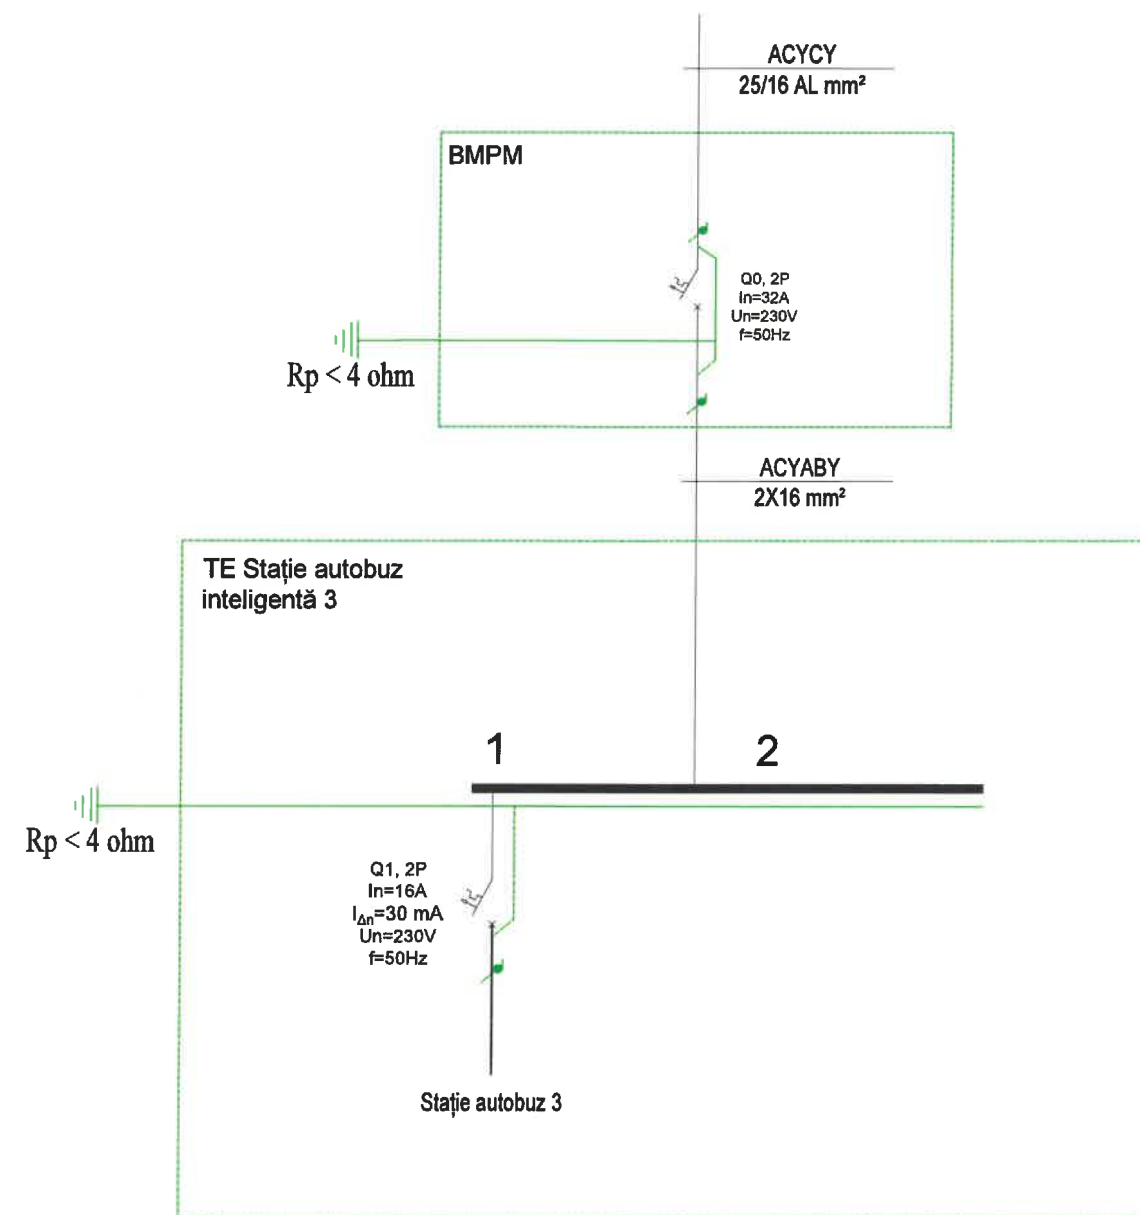 ACYCY
25/16 AL mm²
BMPM
Q0, 2P
In=32A
Un=230V
f=50Hz
Rp < 4 ohm
ACYABY
2X16 mm²
TE Stație autobuz
inteligentă 3
1
2
Rp < 4 ohm
Q1, 2P
In=16A
I∆n=30 mA
Un=230V
f=50Hz
Stație autobuz 3